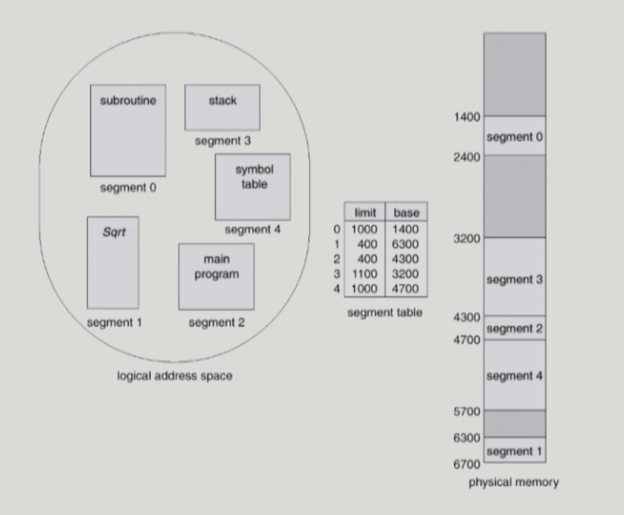 subroutine
segment 0
stack
segment 3
symbol
table
segment 4
Sqrt
segment 1
main
program
segment 2
logical address space
limit base
0 1000 1400
1 400 6300
2 400 4300
3 1100 3200
4 1000 4700
segment table
1400
segment 0
2400
3200
segment 3
4300
segment 2
4700
segment 4
5700
6300
segment 1
6700
physical memory